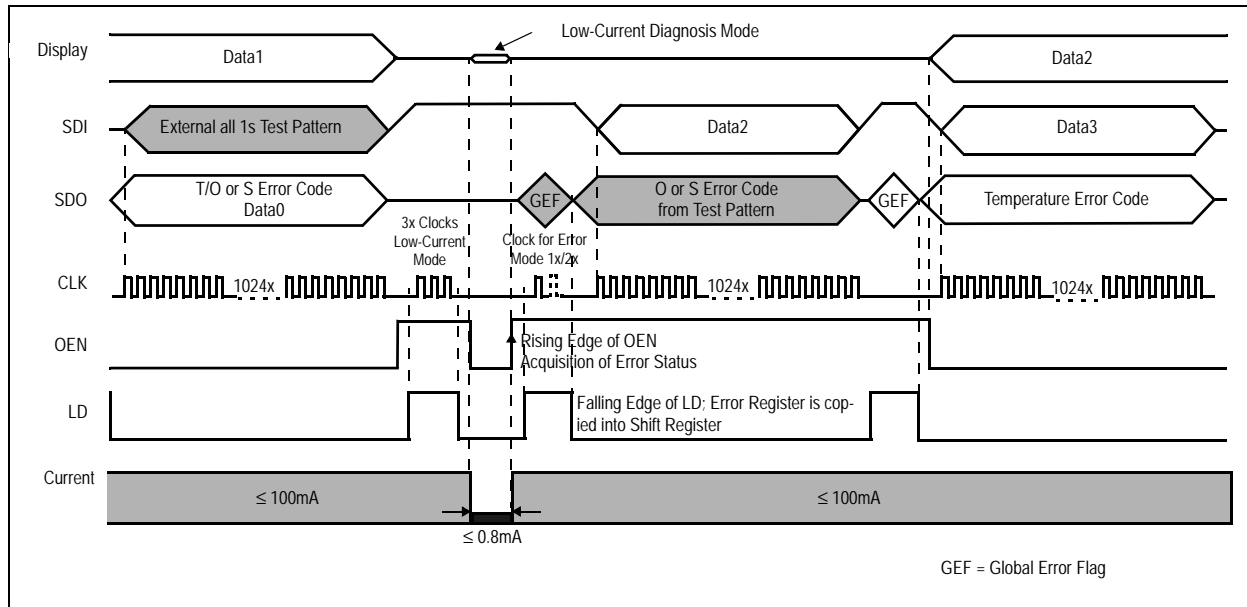 Low-Current Diagnosis Mode
Display
Data1
Data2
SDI
External all 1s Test Pattern
Data2
Data3
SDO
T/O or S Error Code
Data0
GEF
O or S Error Code
from Test Pattern
GEF
Temperature Error Code
3x Clocks
Low-Current
Mode
Clock for Error
Mode 1x/2x
CLK
1024x
1024x
1024x
OEN
Rising Edge of OEN
Acquisition of Error Status
LD
Falling Edge of LD; Error Register is cop-
ied into Shift Register
Current
≤ 100mA
≤ 100mA
≤ 0.8mA
GEF = Global Error Flag